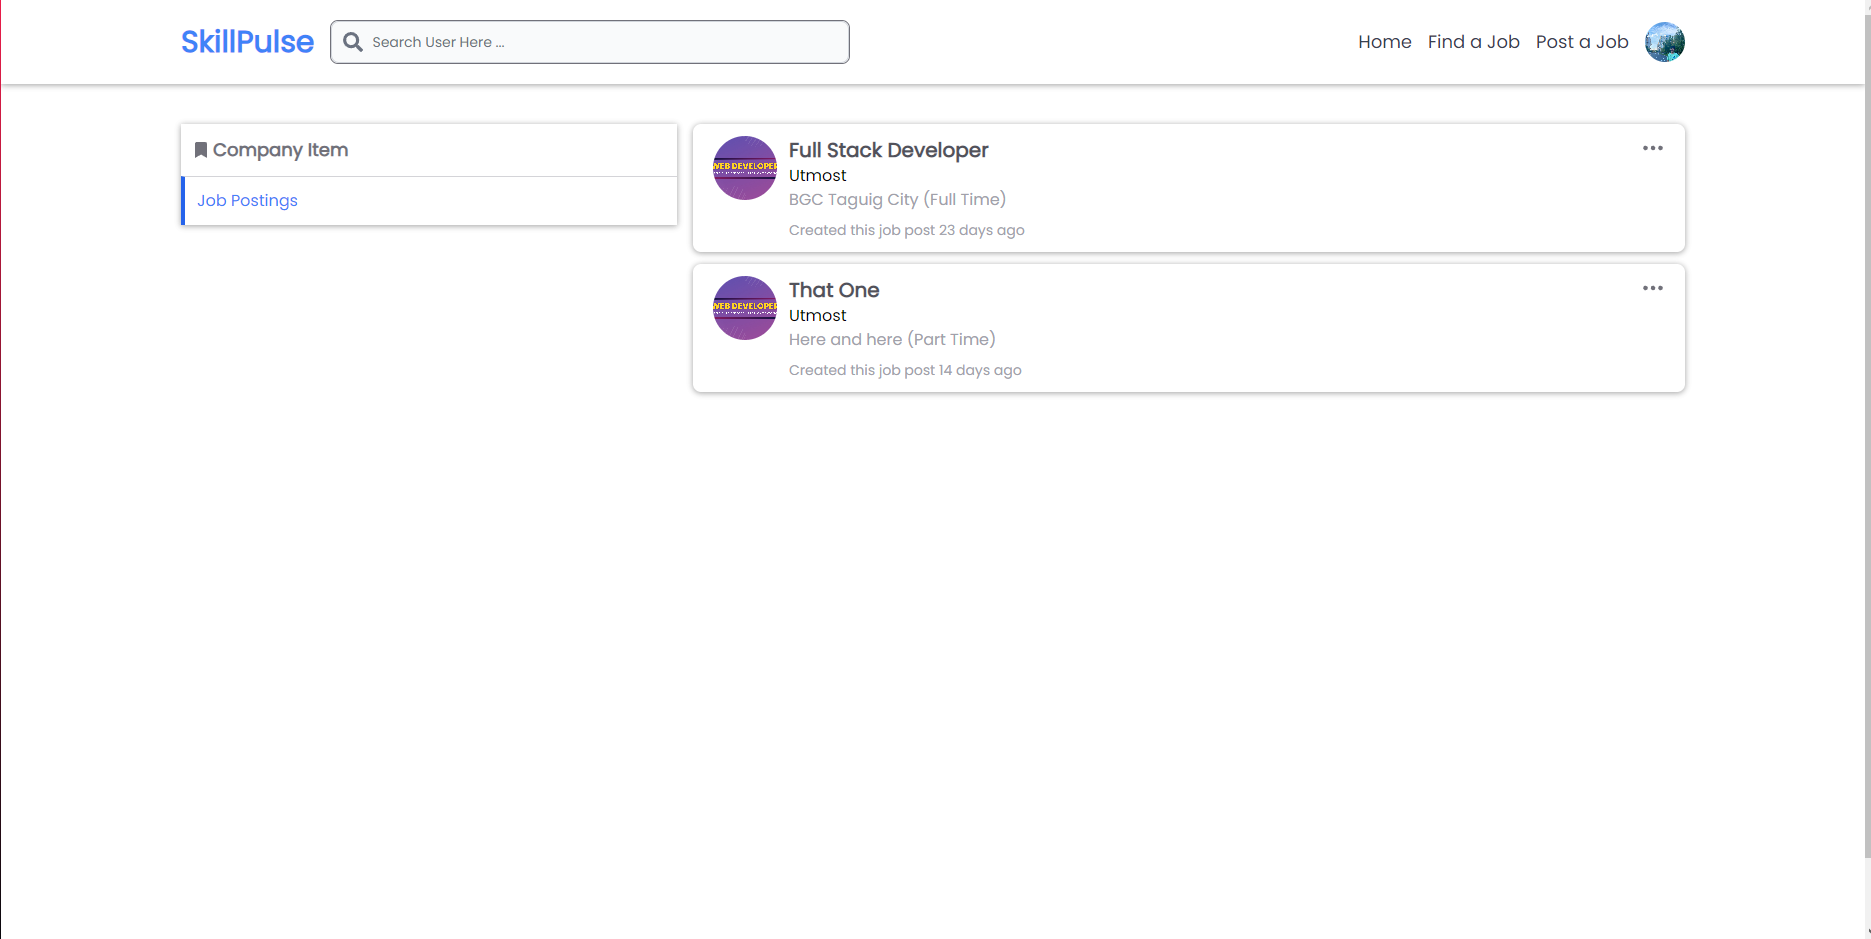 SkillPulse
Search User Here ...
Home
Find a Job
Post a Job
Company Item
Job Postings
WEB DEVELOPER
Full Stack Developer
Utmost
BGC Taguig City (Full Time)
Created this job post 23 days ago
WEB DEVELOPER
That One
Utmost
Here and here (Part Time)
Created this job post 14 days ago